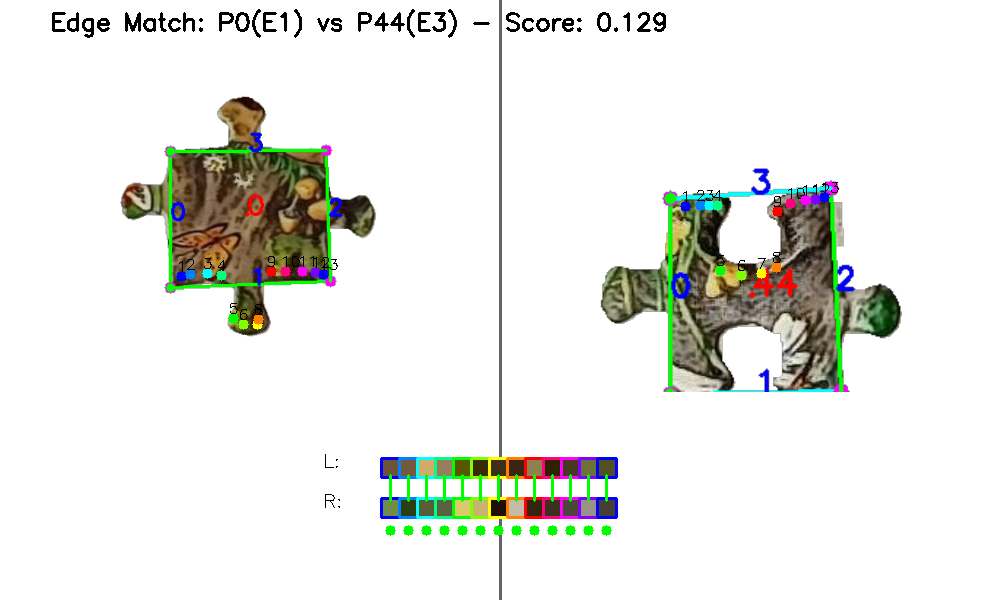 Edge Match: P0(E1) vs P44(E3) - Score: 0.129
3
0 .0 2
1 2 3 4 1 9 10 11 12 13
5 6 8
3
1 2 3 4 9 10 11 12 13
5 6 7 8
0 .44 2
1
L:
R: